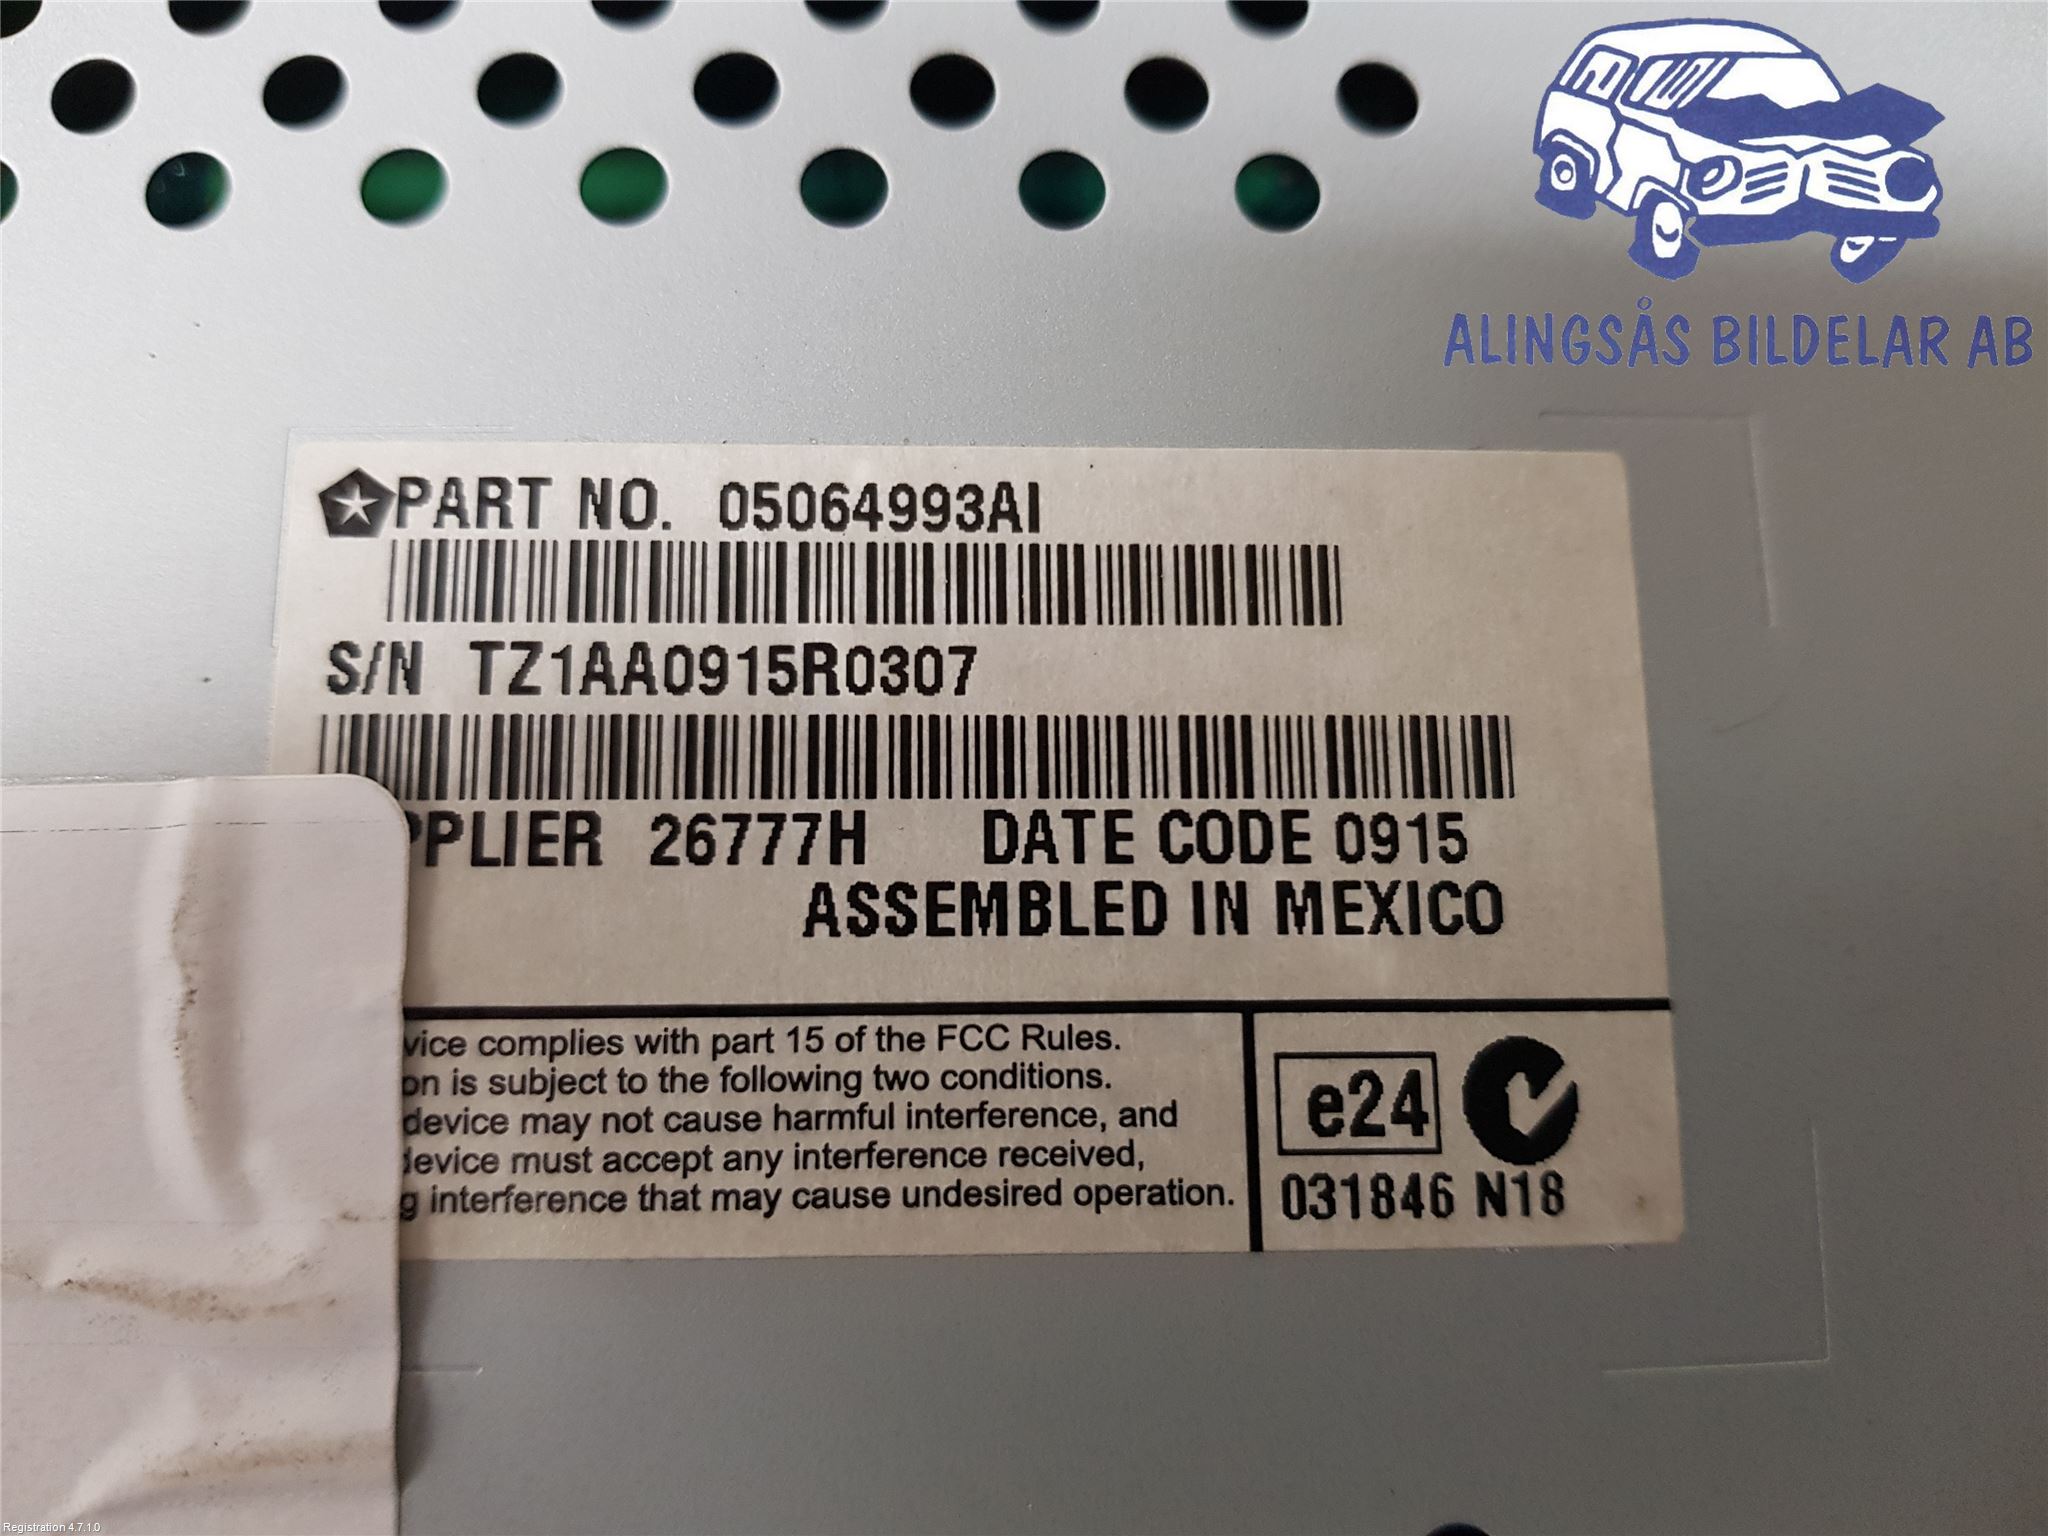 ALINGSÅS BILDELAR AB
PART NO. 05064993AI
S/N TZ1AA0915R0307
PPLIER 26777H DATE CODE 0915
ASSEMBLED IN MEXICO
vice complies with part 15 of the FCC Rules.
on is subject to the following two conditions.
device may not cause harmful interference, and
device must accept any interference received,
g interference that may cause undesired operation.
e24
031846 N18
Registration 4.7.1.0